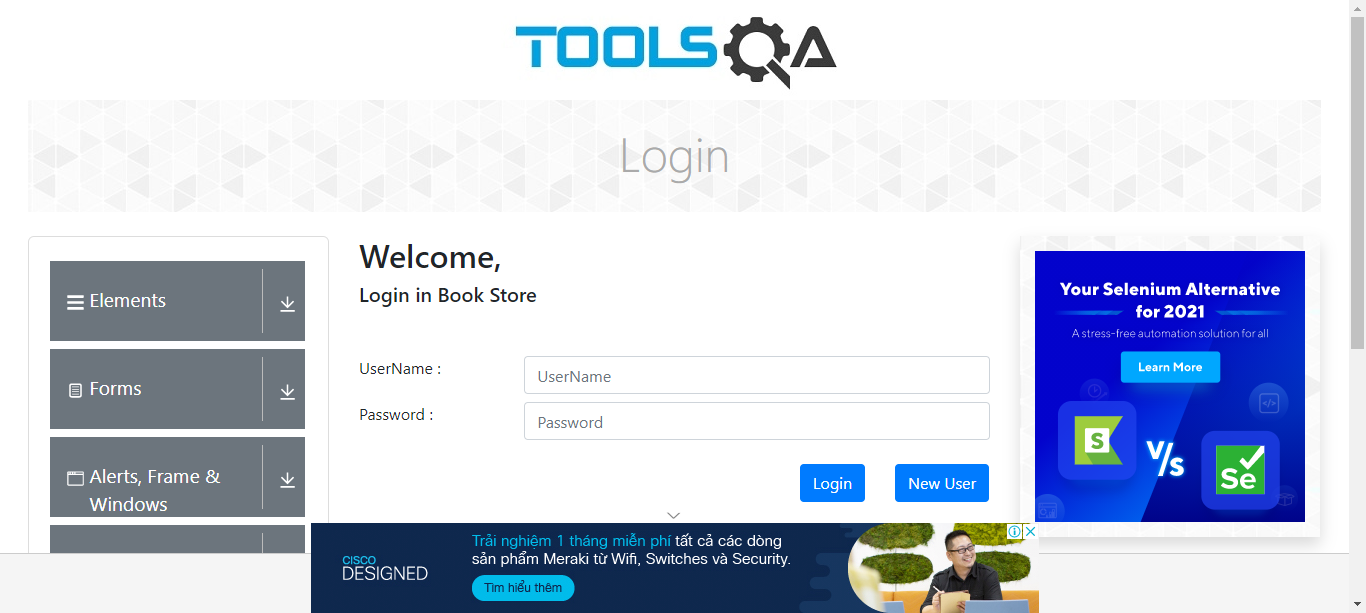 TOOLSQA
Login
Elements
Forms
Alerts, Frame &
Windows
Welcome,
Login in Book Store
UserName :
UserName
Password :
Password
Login
New User
Your Selenium Alternative
for 2021
A stress-free automation solution for all
Learn More
S
V/S
Se
CISCO
DESIGNED
Trải nghiệm 1 tháng miễn phí tất cả các dòng
sản phẩm Meraki từ Wifi, Switches và Security.
Tìm hiểu thêm